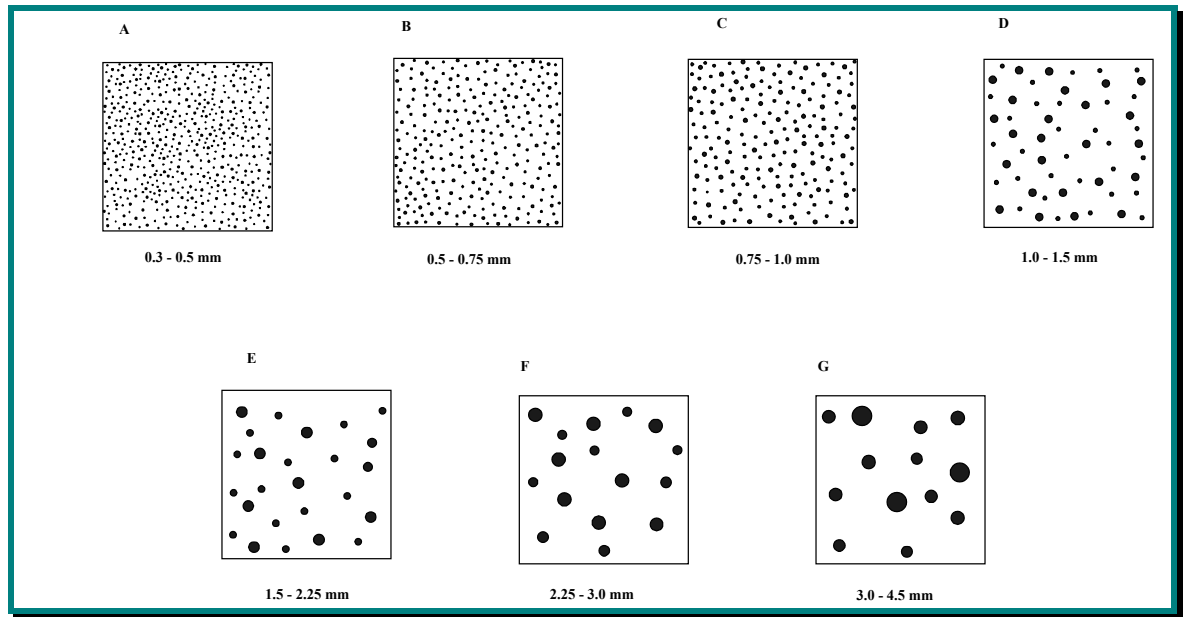 A
B
C
D
0.3 - 0.5 mm
0.5 - 0.75 mm
0.75 - 1.0 mm
1.0 - 1.5 mm
E
F
G
1.5 - 2.25 mm
2.25 - 3.0 mm
3.0 - 4.5 mm